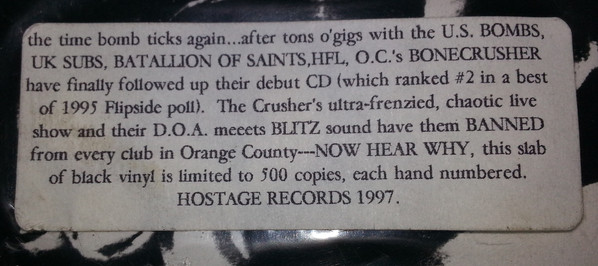 the time bomb ticks again...after tons o'gigs with the U.S. BOMBS,
UK SUBS, BATALLION OF SAINTS,HFL, O.C.'s BONECRUSHER
have finally followed up their debut CD (which ranked #2 in a best
of 1995 Flipside poll). The Crusher's ultra-frenzied, chaotic live
show and their D.O.A. meeets BLITZ sound have them BANNED
from every club in Orange County---NOW HEAR WHY, this slab
of black vinyl is limited to 500 copies, each hand numbered.
HOSTAGE RECORDS 1997.